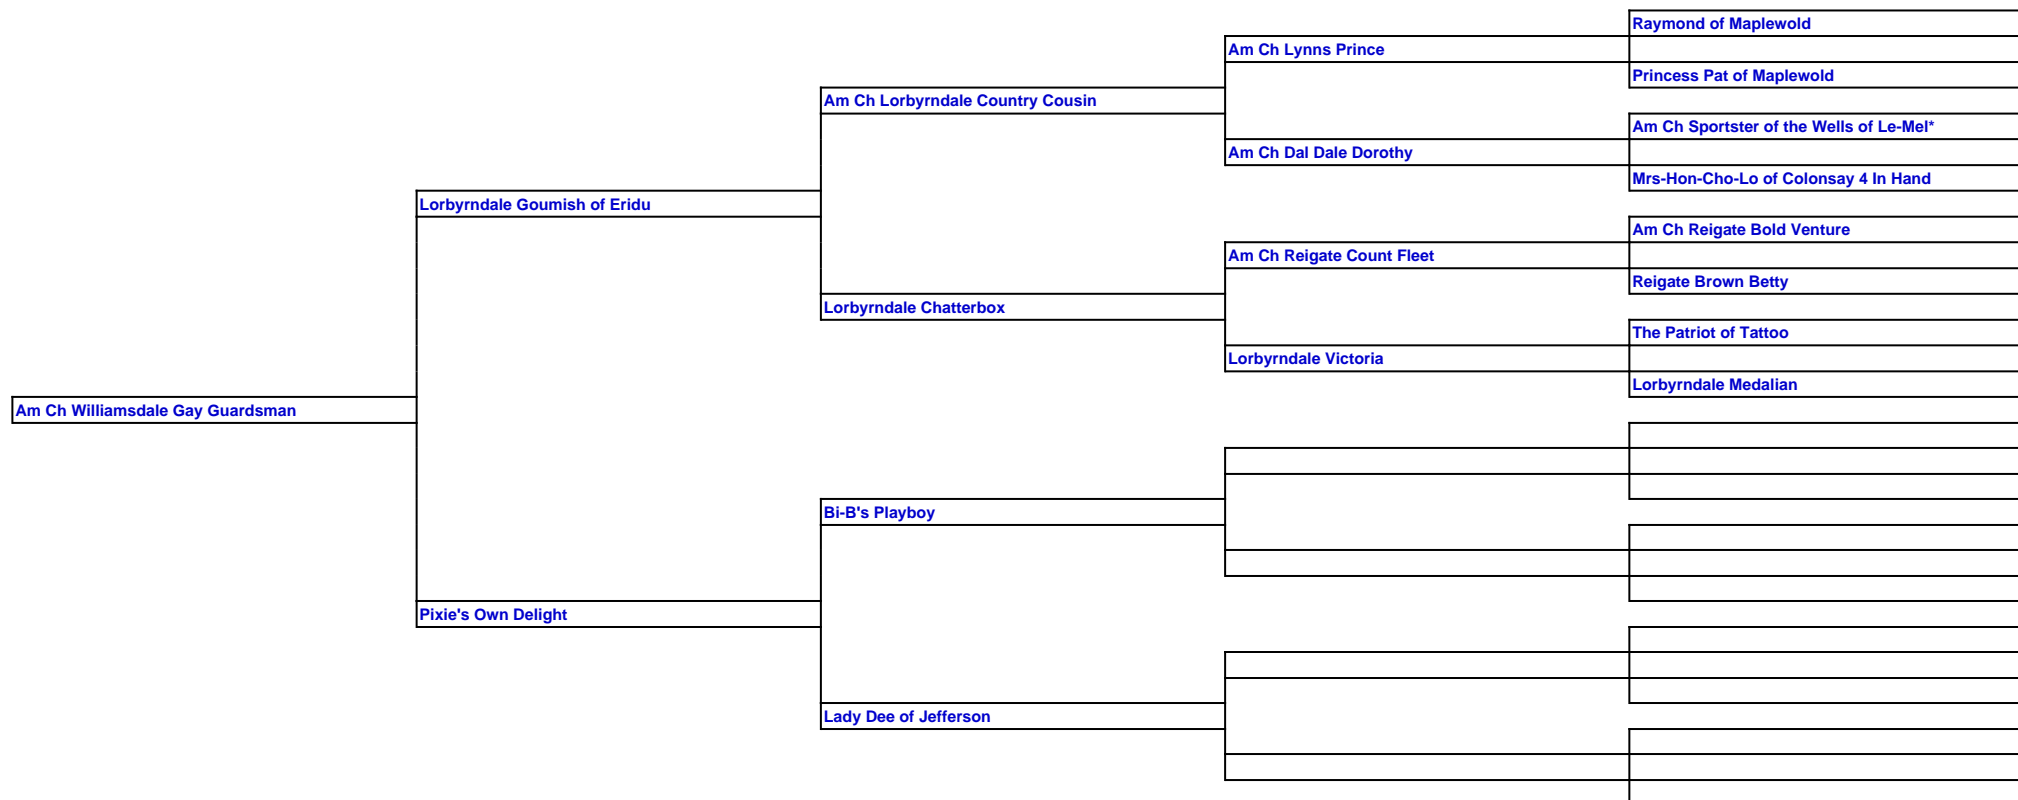 Raymond of Maplewold
Am Ch Lynns Prince
Princess Pat of Maplewold
Am Ch Lorbyrndale Country Cousin
Am Ch Sportster of the Wells of Le-Mel*
Am Ch Dal Dale Dorothy
Mrs-Hon-Cho-Lo of Colonsay 4 In Hand
Lorbyrndale Goumish of Eridu
Am Ch Reigate Bold Venture
Am Ch Reigate Count Fleet
Reigate Brown Betty
Lorbyrndale Chatterbox
The Patriot of Tattoo
Lorbyrndale Victoria
Lorbyrndale Medalian
Am Ch Williamsdale Gay Guardsman
Bi-B's Playboy
Pixie's Own Delight
Lady Dee of Jefferson